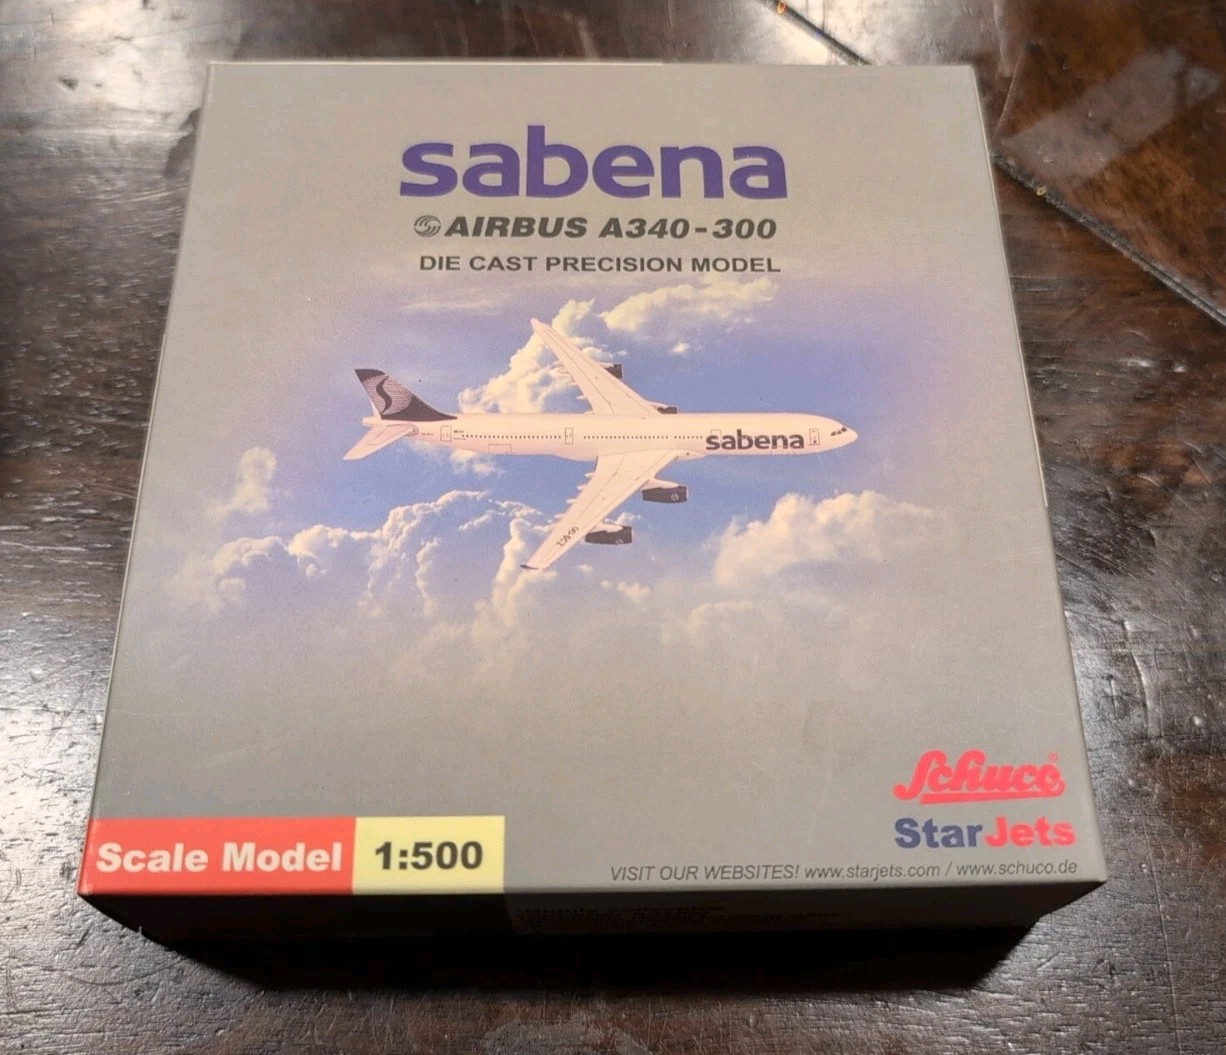 sabena
AIRBUS A340-300
DIE CAST PRECISION MODEL
sabena
Schuco®
StarJets
Scale Model 1:500
VISIT OUR WEBSITES! www.starjets.com / www.schuco.de